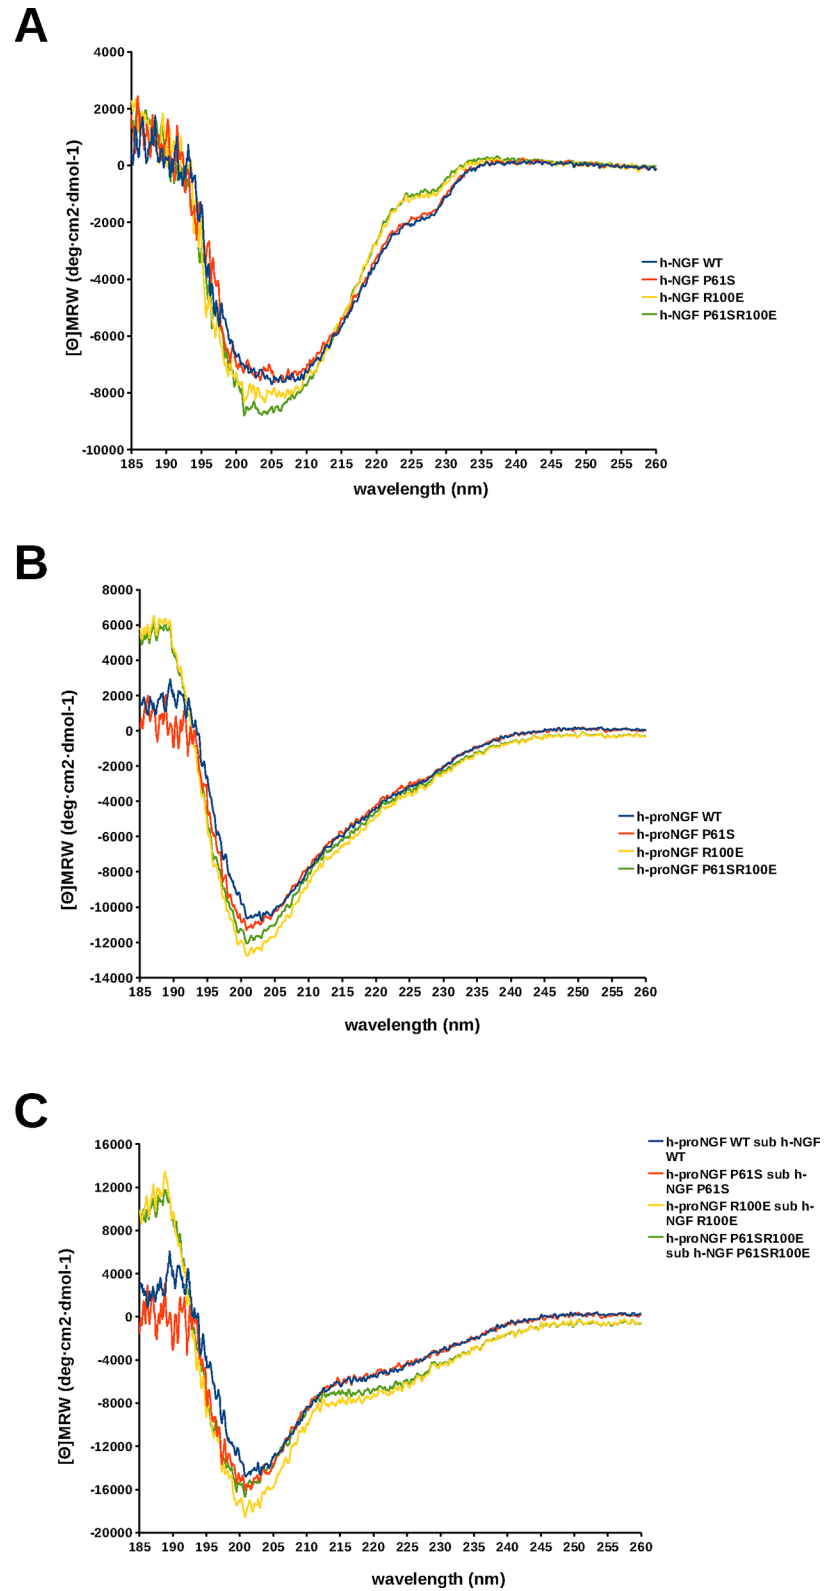 A
4000
2000
0
-2000
-4000
-6000
-8000
-10000
[Θ]MRW (deg·cm2·dmol-1)
185 190 195 200 205 210 215 220 225 230 235 240 245 250 255 260
wavelength (nm)
h-NGF WT
h-NGF P61S
h-NGF R100E
h-NGF P61SR100E
B
8000
6000
4000
2000
0
-2000
-4000
-6000
-8000
-10000
-12000
-14000
[Θ]MRW (deg·cm2·dmol-1)
185 190 195 200 205 210 215 220 225 230 235 240 245 250 255 260
wavelength (nm)
h-proNGF WT
h-proNGF P61S
h-proNGF R100E
h-proNGF P61SR100E
C
16000
12000
8000
4000
0
-4000
-8000
-12000
-16000
-20000
[Θ]MRW (deg·cm2·dmol-1)
185 190 195 200 205 210 215 220 225 230 235 240 245 250 255 260
wavelength (nm)
h-proNGF WT sub h-NGF
WT
h-proNGF P61S sub h-
NGF P61S
h-proNGF R100E sub h-
NGF R100E
h-proNGF P61SR100E
sub h-NGF P61SR100E